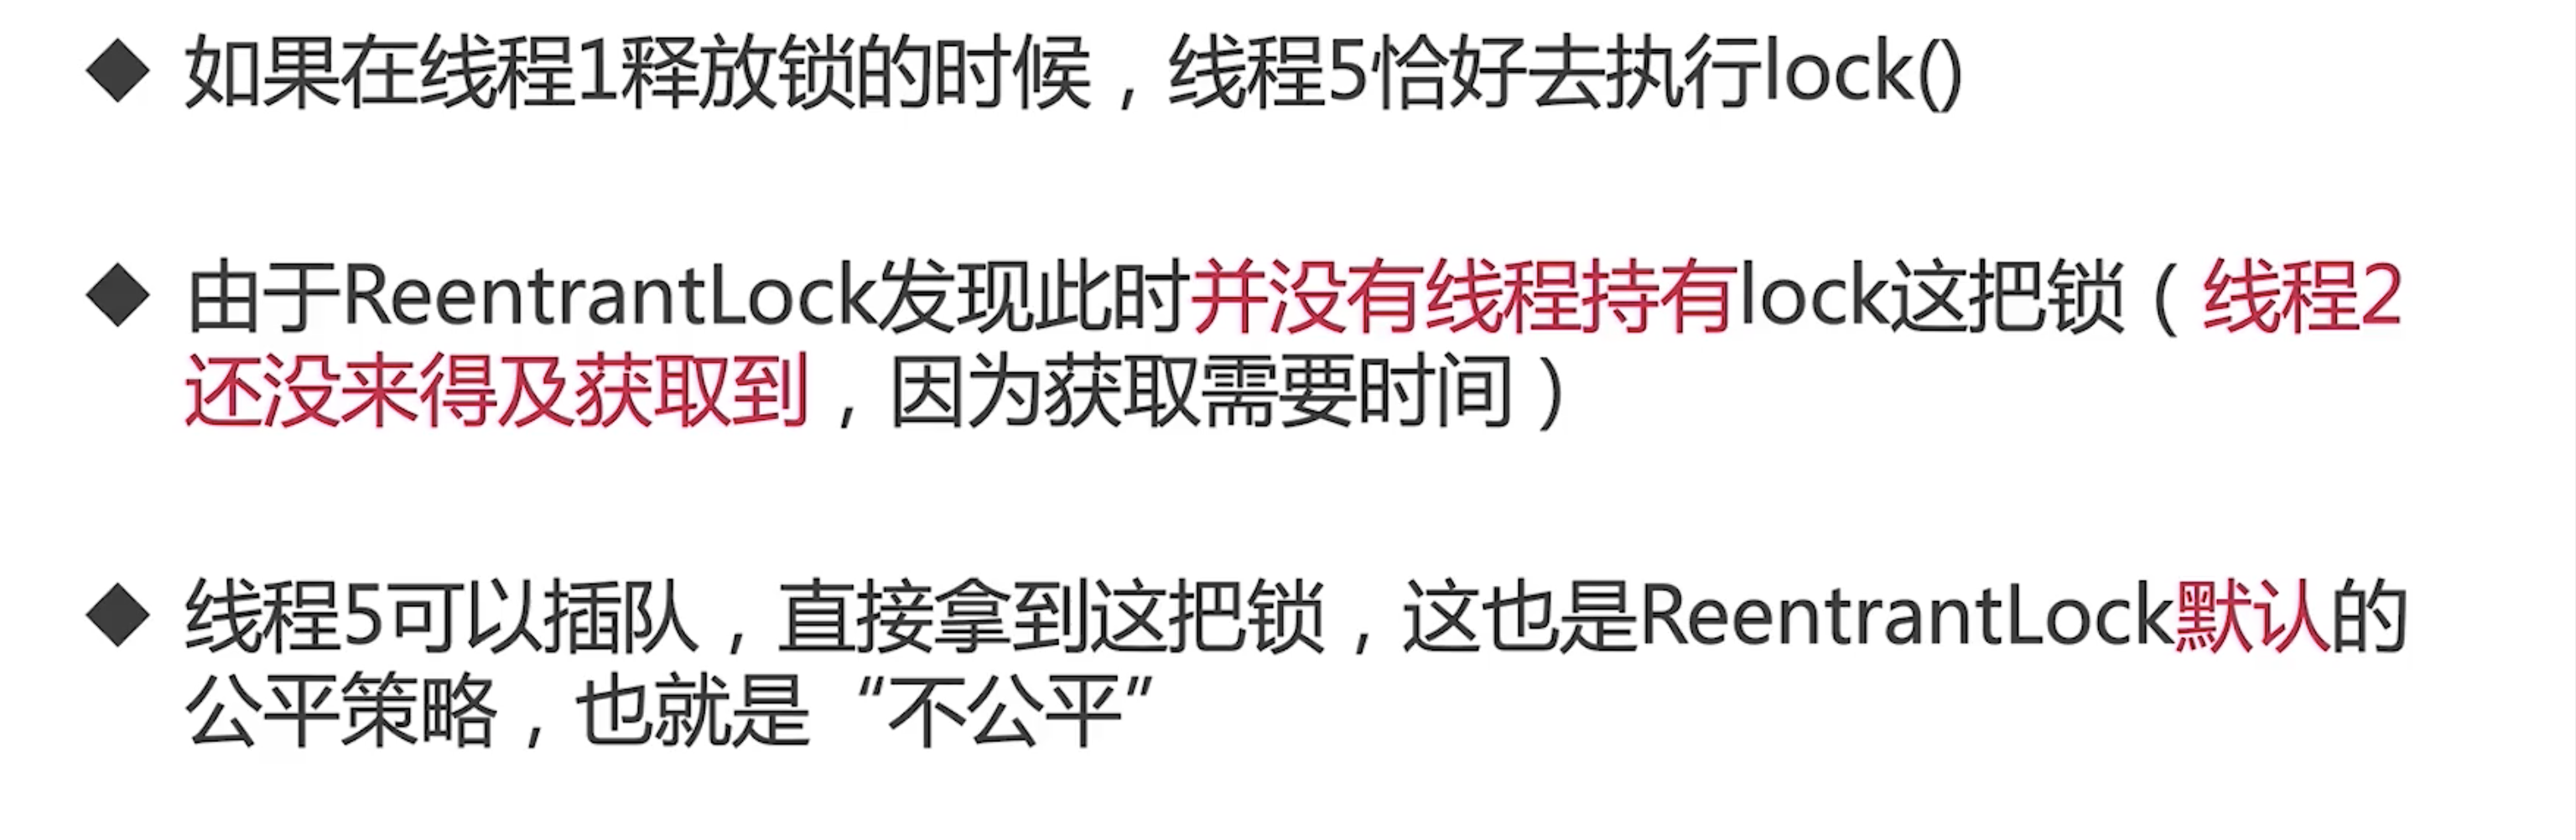 ◆ 如果在线程1释放锁的时候，线程5恰好去执行lock()
◆ 由于ReentrantLock发现此时并没有线程持有lock这把锁（线程2
还没来得及获取到，因为获取需要时间）
◆ 线程5可以插队，直接拿到这把锁，这也是ReentrantLock默认的
公平策略，也就是“不公平”